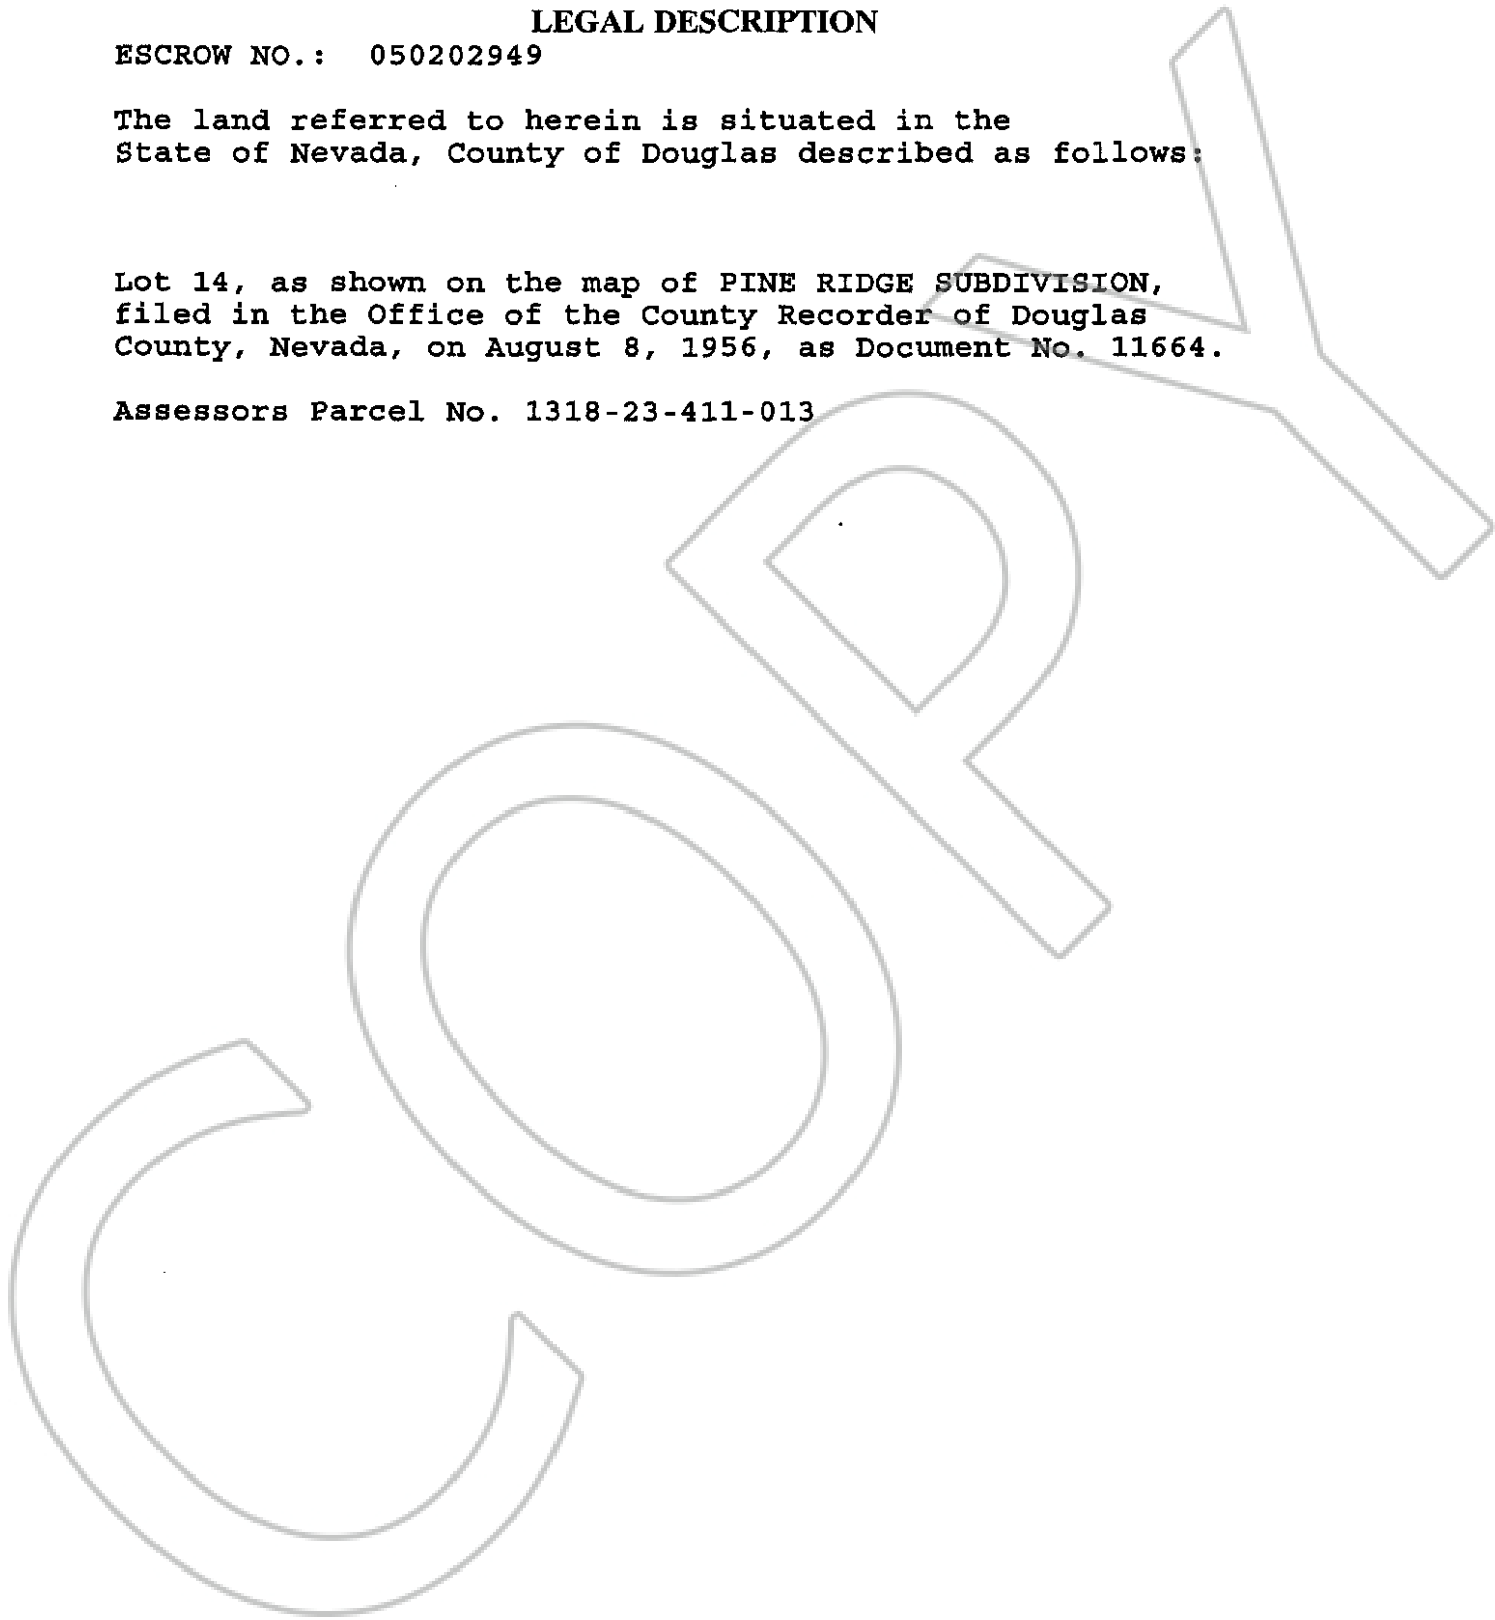 LEGAL DESCRIPTION
ESCROW NO.: 050202949
The land referred to herein is situated in the
State of Nevada, County of Douglas described as follows:
Lot 14, as shown on the map of PINE RIDGE SUBDIVISION,
filed in the Office of the County Recorder of Douglas
County, Nevada, on August 8, 1956, as Document No. 11664.
Assessors Parcel No. 1318-23-411-013
COPY